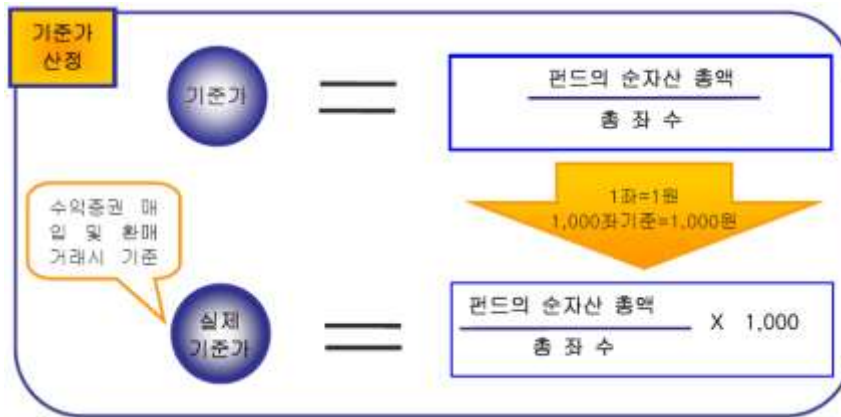 기준가
산정
기준가
펀드의 순자산 총액
총 좌 수
1좌=1원
1,000좌기준=1,000원
수익증권 매
입 및 환매
거래시 기준
실제
기준가
펀드의 순자산 총액
총 좌 수
X 1,000